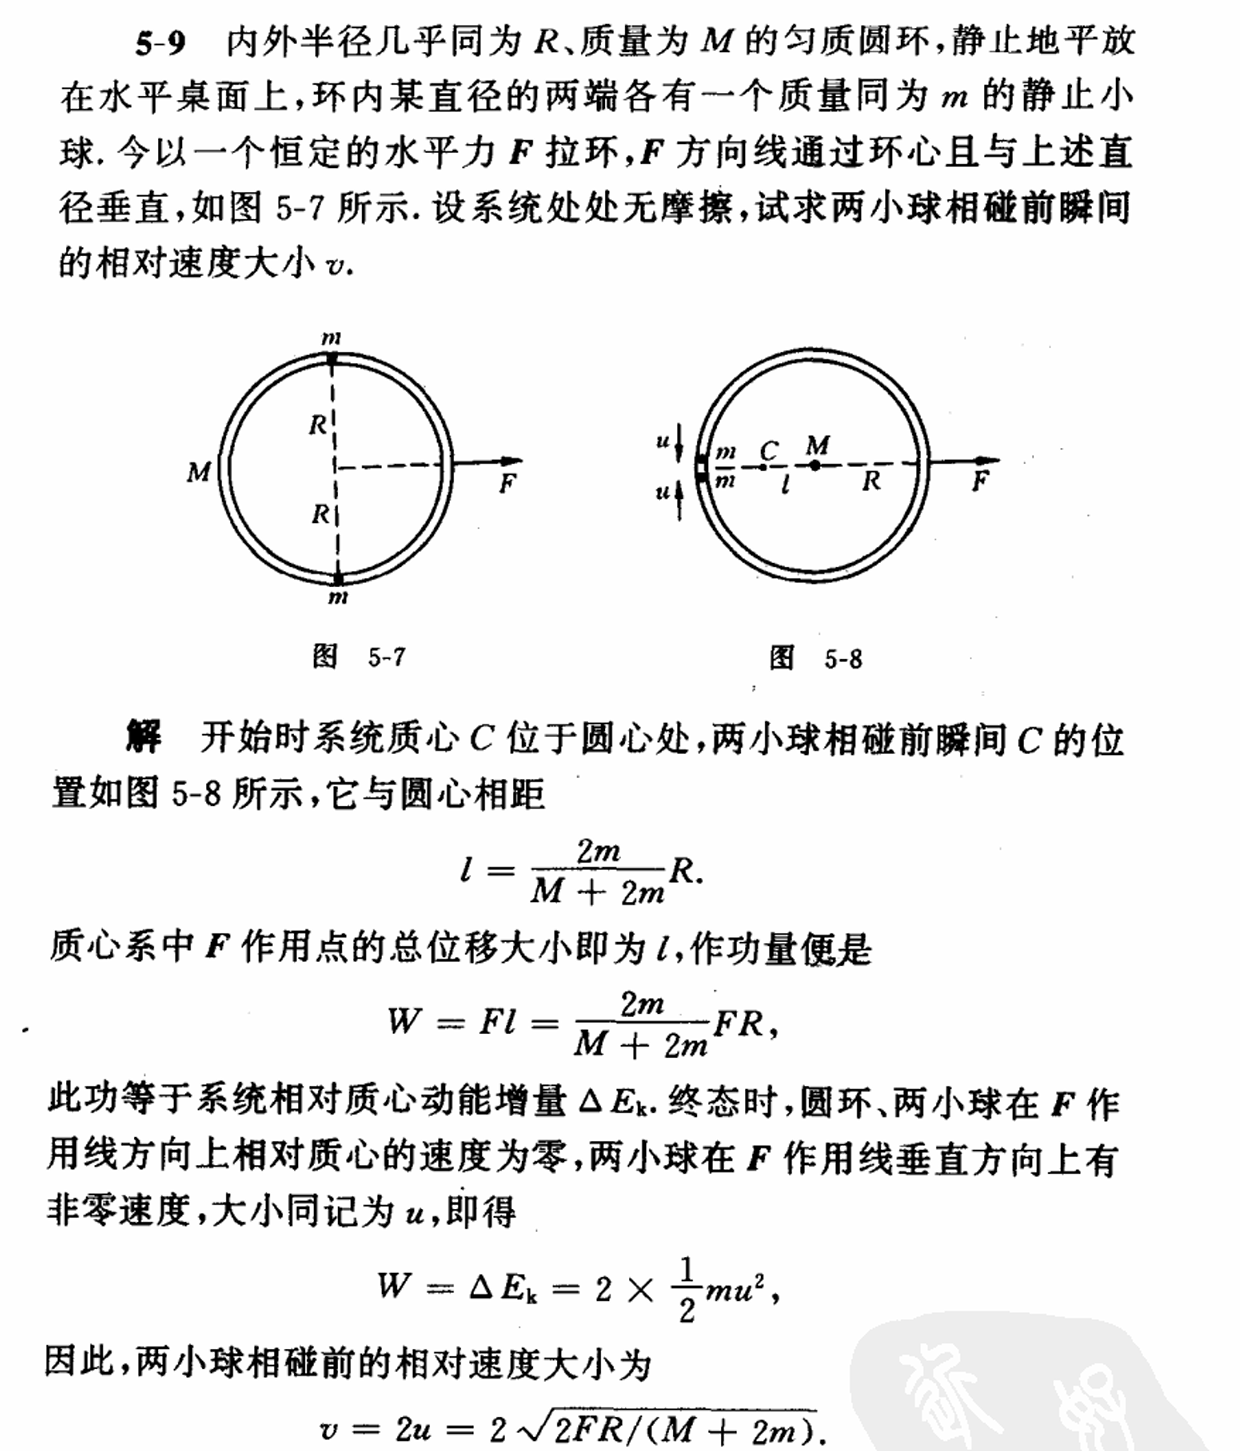 5-9 内外半径几乎同为 R、质量为 M 的匀质圆环,静止地平放
在水平桌面上,环内某直径的两端各有一个质量同为 m 的静止小
球. 今以一个恒定的水平力 F 拉环,F 方向线通过环心且与上述直
径垂直,如图 5-7 所示. 设系统处处无摩擦,试求两小球相碰前瞬间
的相对速度大小 v.
m
R
M
F
R
m
u
m C M
m l R F
u
图 5-7
图 5-8
解 开始时系统质心 C 位于圆心处,两小球相碰前瞬间 C 的位
置如图 5-8 所示,它与圆心相距
l = \frac{2m}{M + 2m}R.
质心系中 F 作用点的总位移大小即为 l,作功量便是
W = Fl = \frac{2m}{M + 2m}FR,
此功等于系统相对质心动能增量 ΔE_k. 终态时,圆环、两小球在 F 作
用线方向上相对质心的速度为零,两小球在 F 作用线垂直方向上有
非零速度,大小同记为 u,即得
W = ΔE_k = 2 × \frac{1}{2}mu²,
因此,两小球相碰前的相对速度大小为
v = 2u = 2\sqrt{2FR/(M + 2m)}.